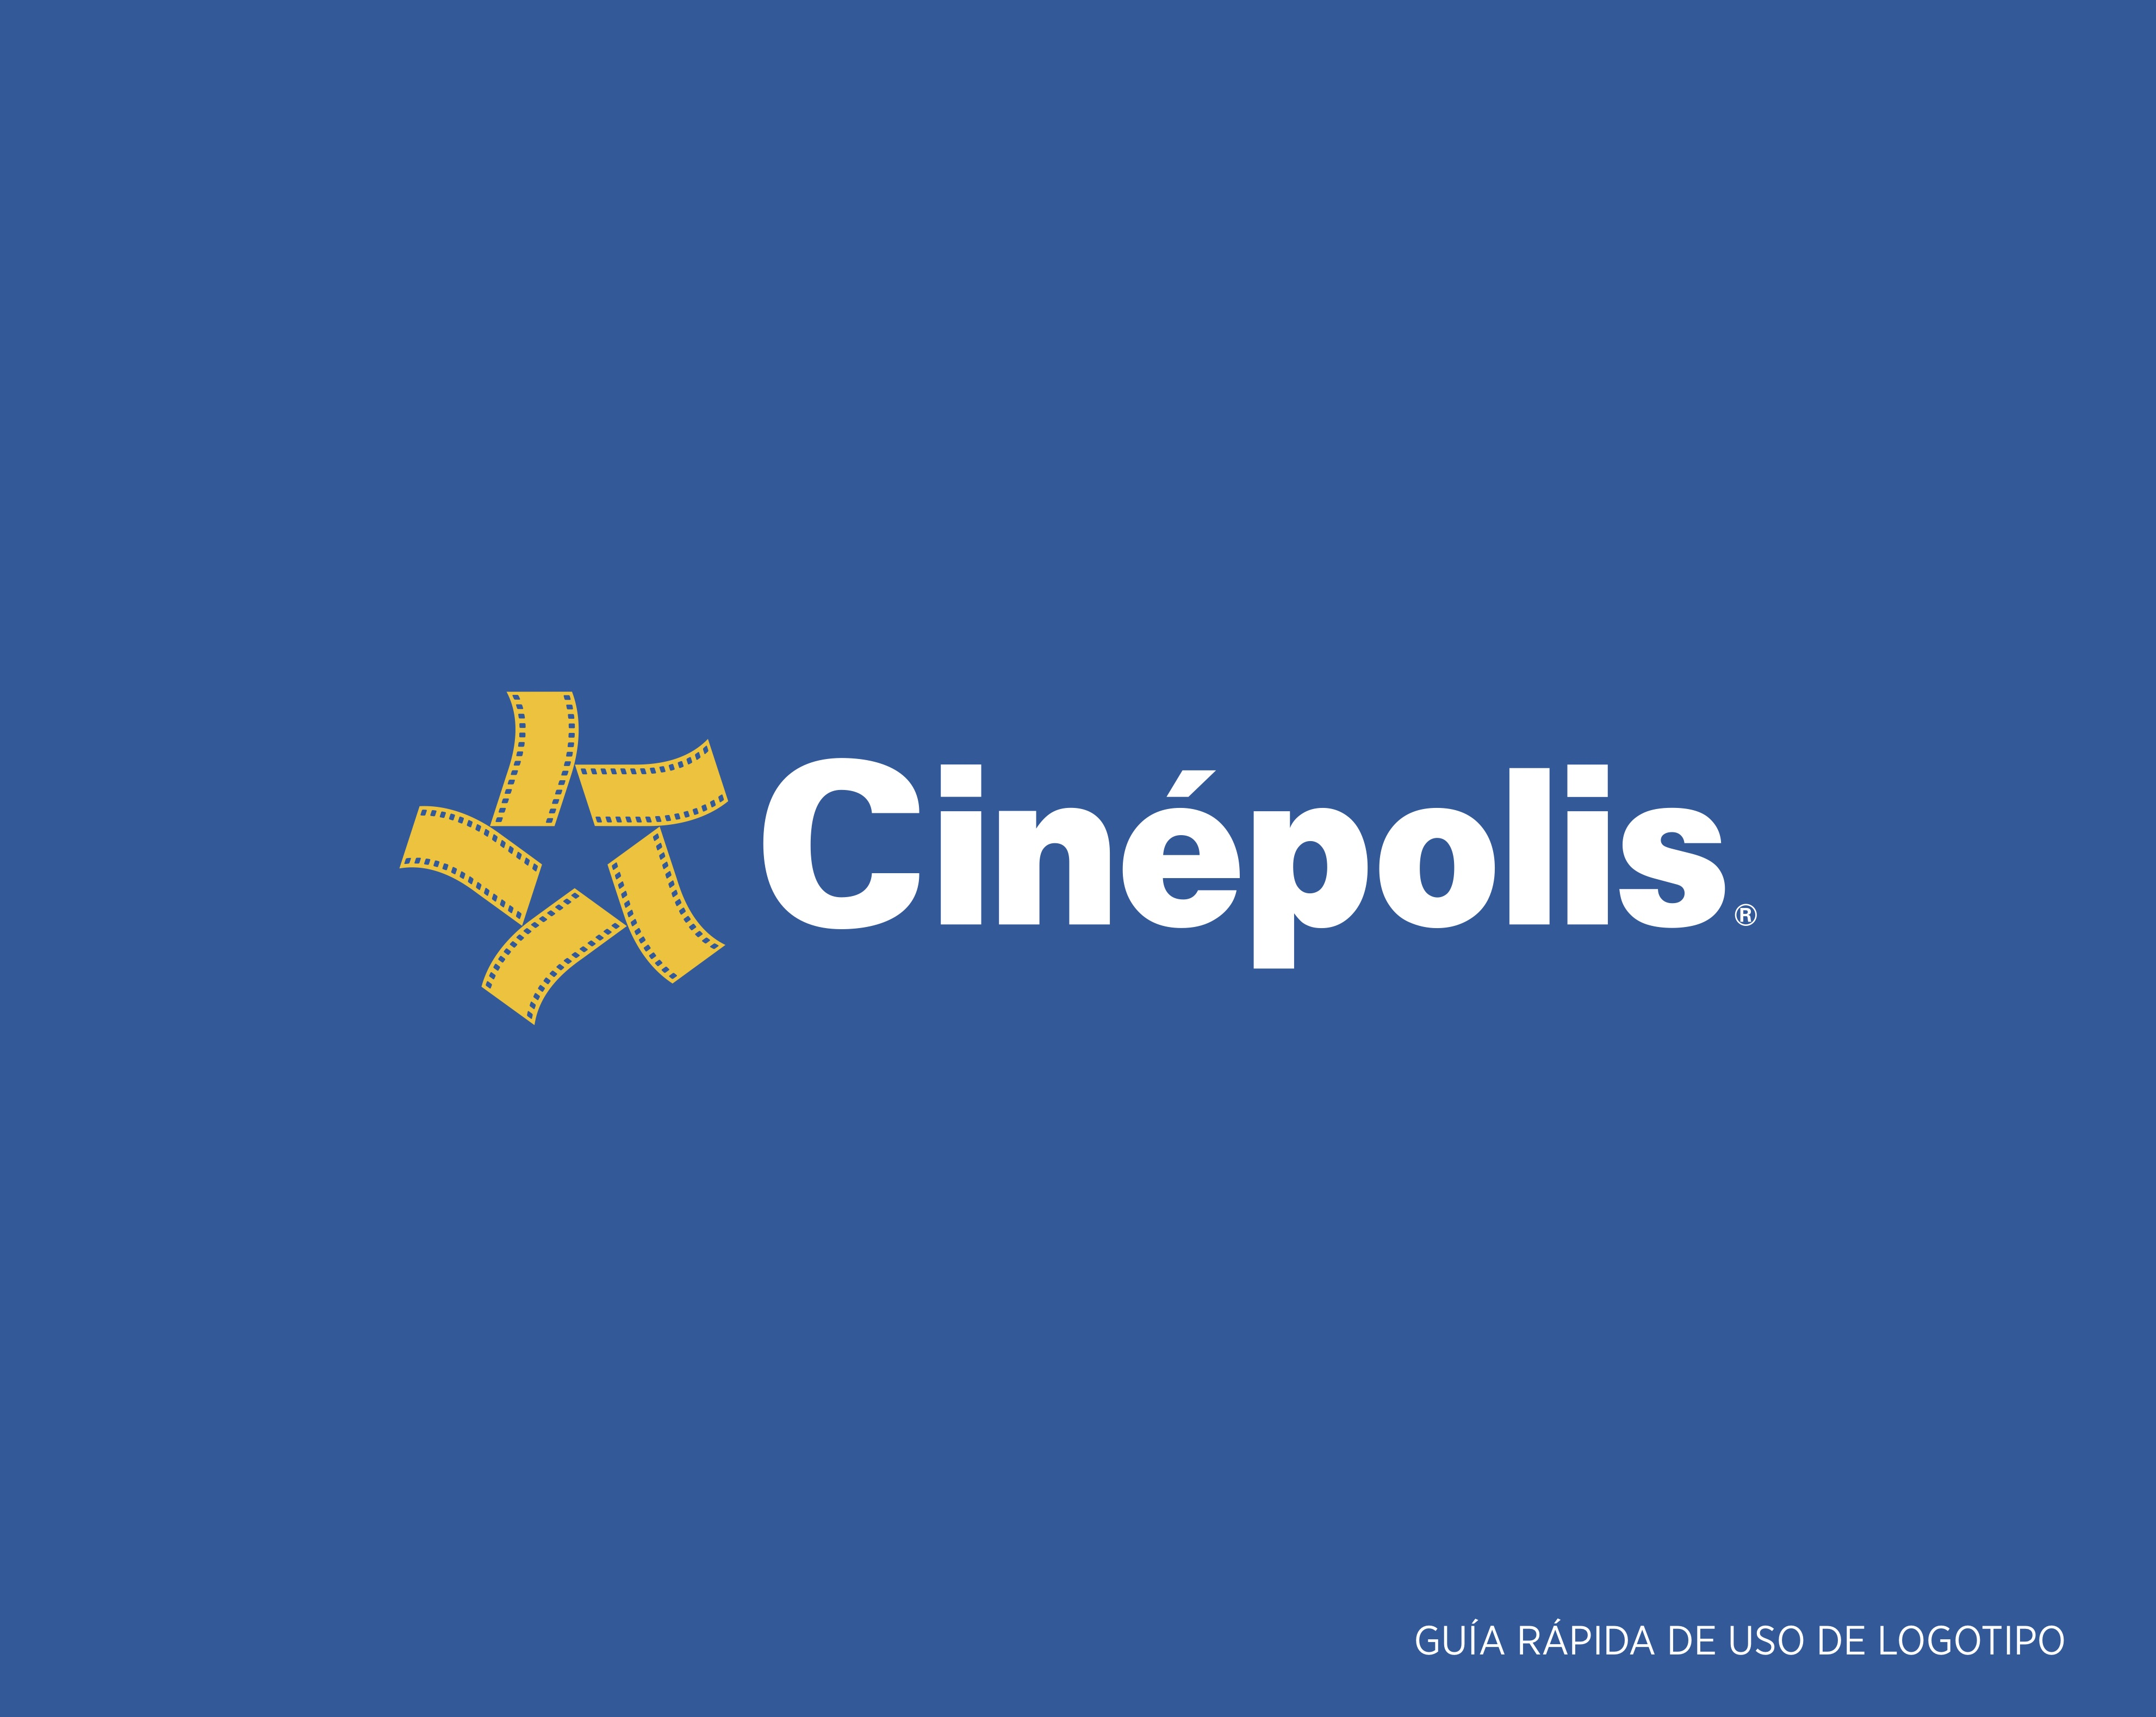 Cinépolis®
GUÍA RÁPIDA DE USO DE LOGOTIPO